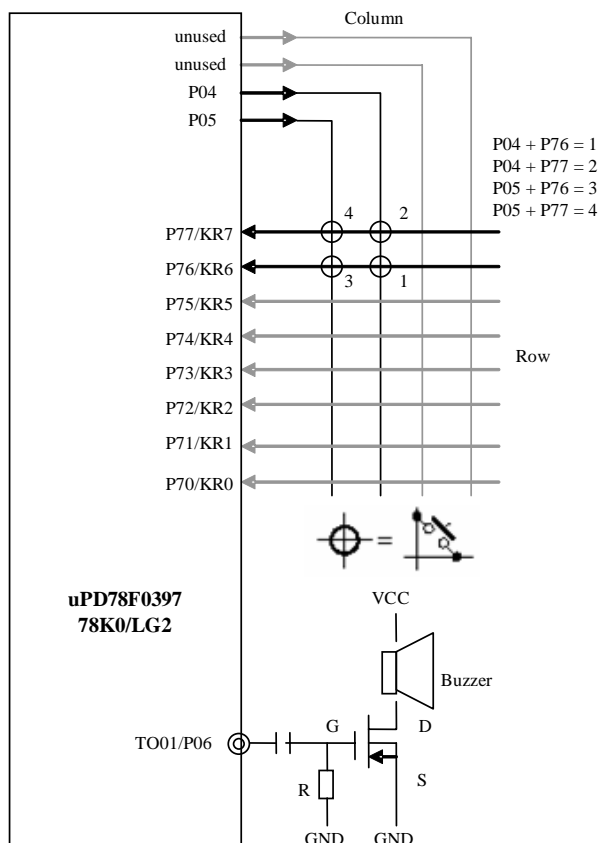 Column
unused
unused
P04
P05
P04 + P76 = 1
P04 + P77 = 2
P05 + P76 = 3
P05 + P77 = 4
4 2
P77/KR7
P76/KR6
3 1
P75/KR5
P74/KR4
P73/KR3
Row
P72/KR2
P71/KR1
P70/KR0
=
uPD78F0397
78K0/LG2
VCC
Buzzer
G D
TO01/P06
S
R
GND GND